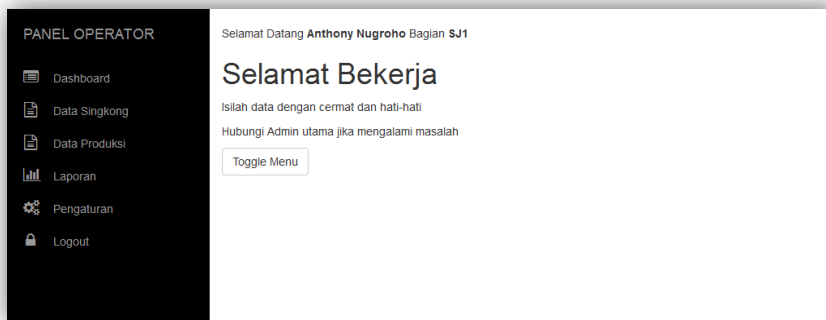 PANEL OPERATOR
Dashboard
Data Singkong
Data Produksi
Laporan
Pengaturan
Logout
Selamat Datang Anthony Nugroho Bagian SJ1
Selamat Bekerja
Isilah data dengan cermat dan hati-hati
Hubungi Admin utama jika mengalami masalah
Toggle Menu